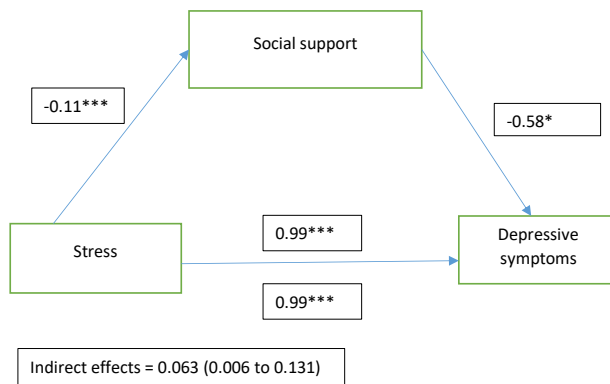 Social support
-0.11***
-0.58*
Stress
0.99***
Depressive
symptoms
0.99***
Indirect effects = 0.063 (0.006 to 0.131)